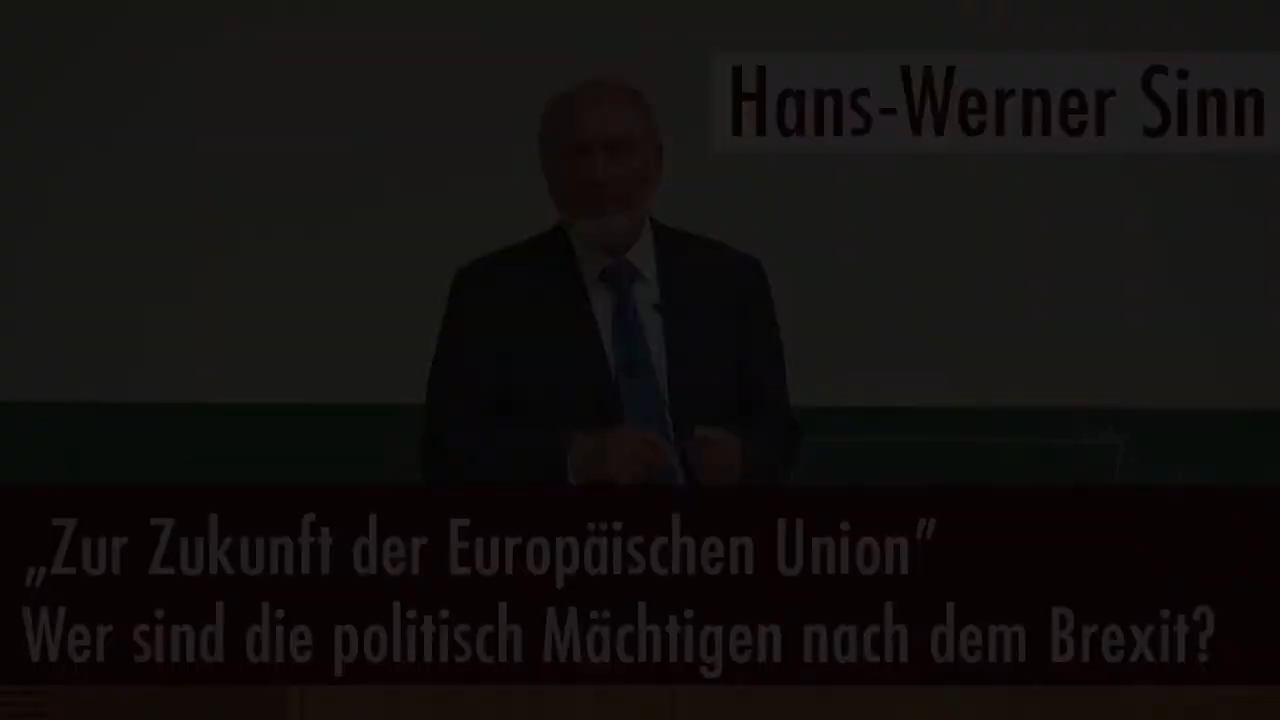 Hans-Werner Sinn
„Zur Zukunft der Europäischen Union”
Wer sind die politisch Mächtigen nach dem Brexit?